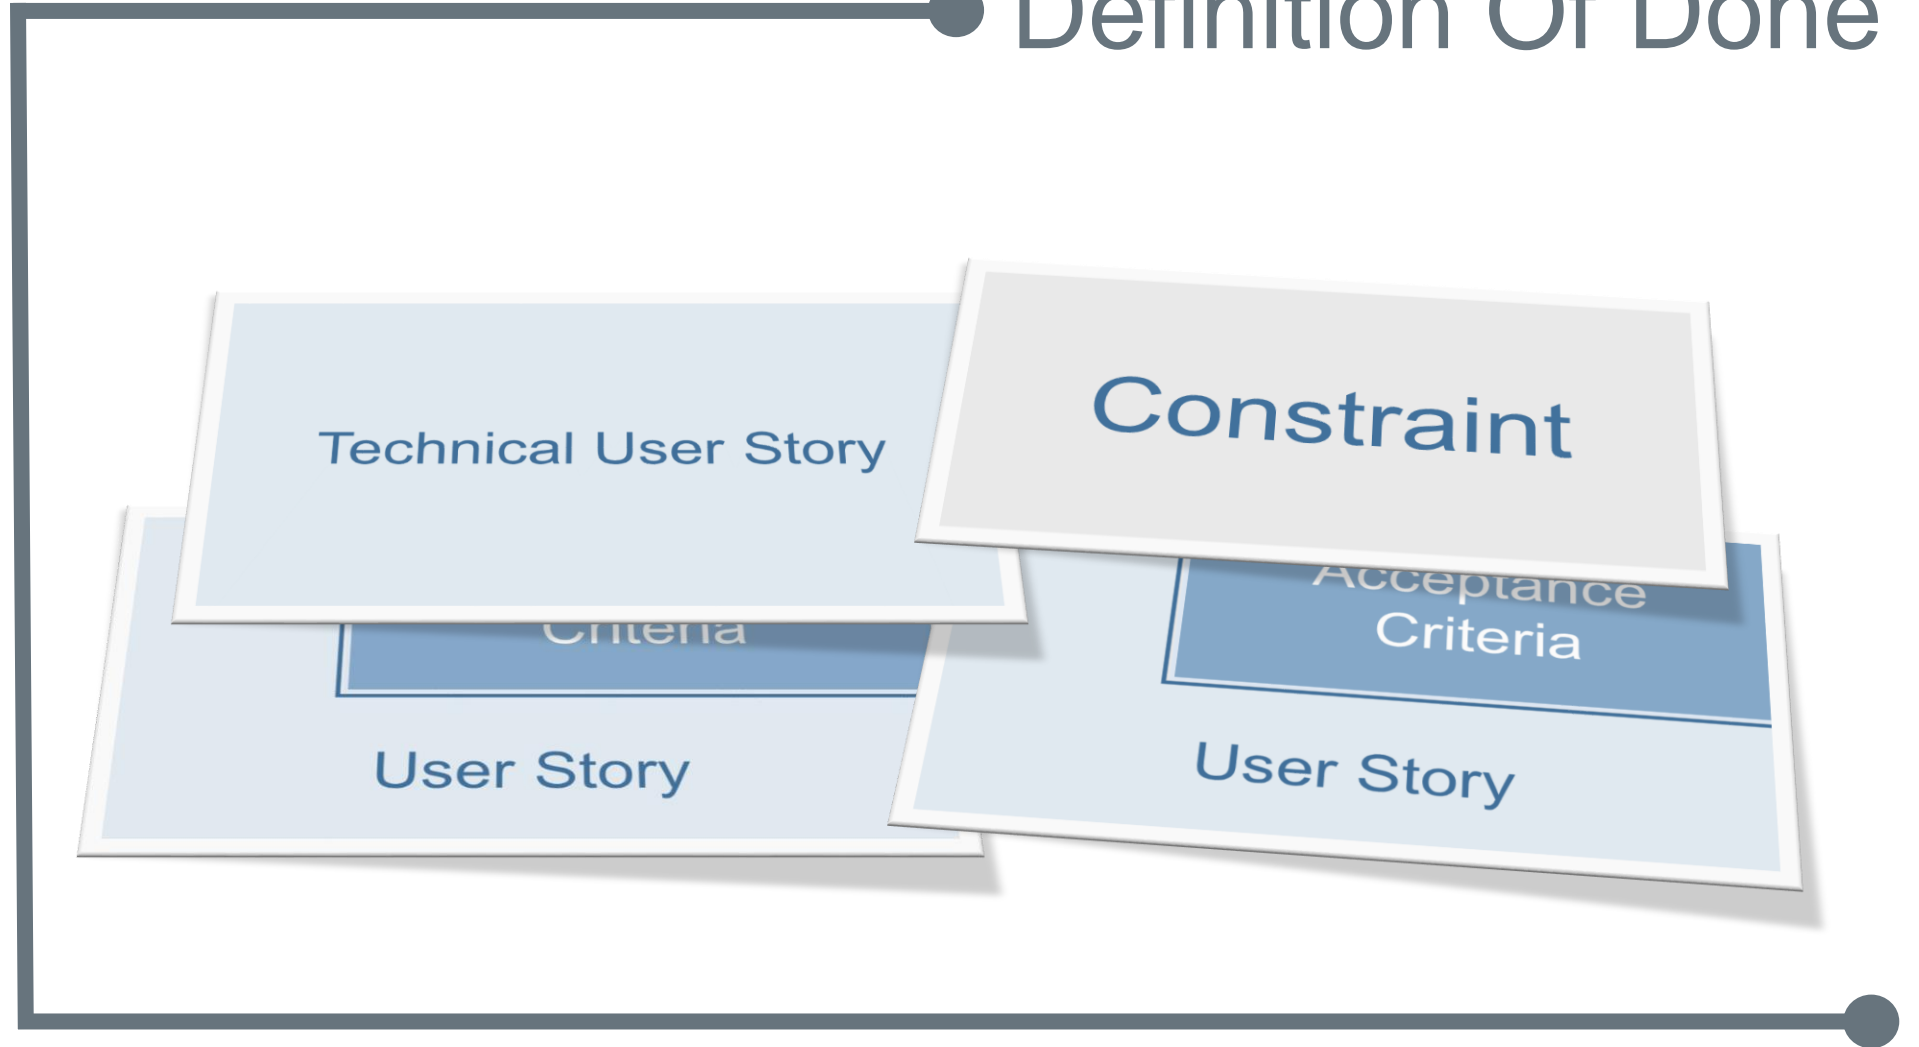 Definition Of Done
Technical User Story
Constraint
Criteria
User Story
Acceptance
Criteria
User Story